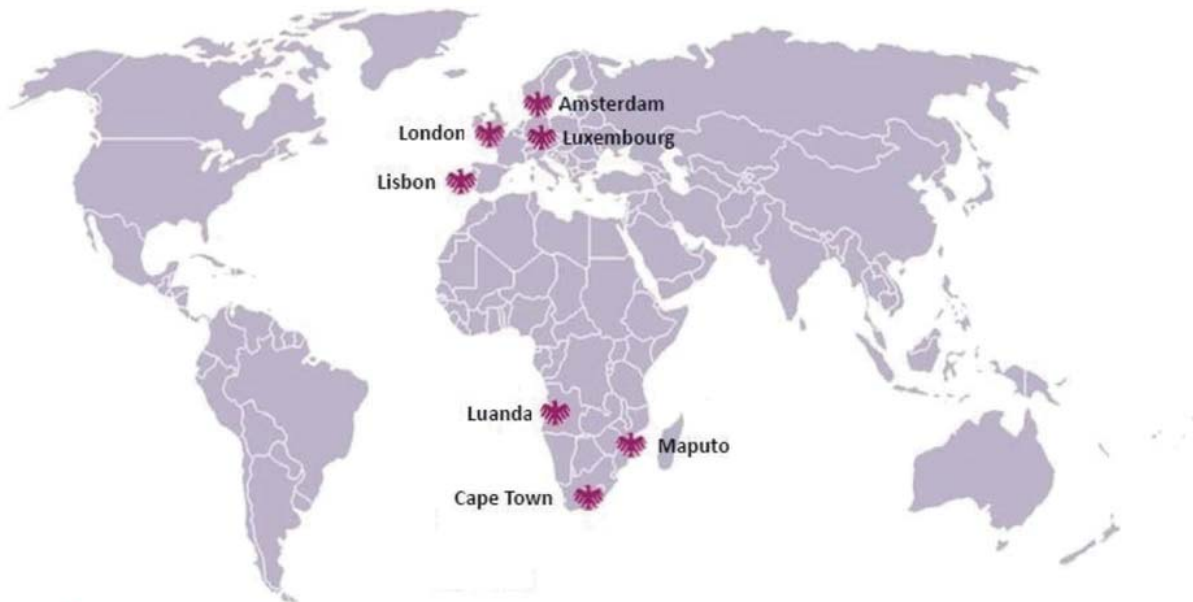 Amsterdam
London
Luxembourg
Lisbon
Luanda
Maputo
Cape Town